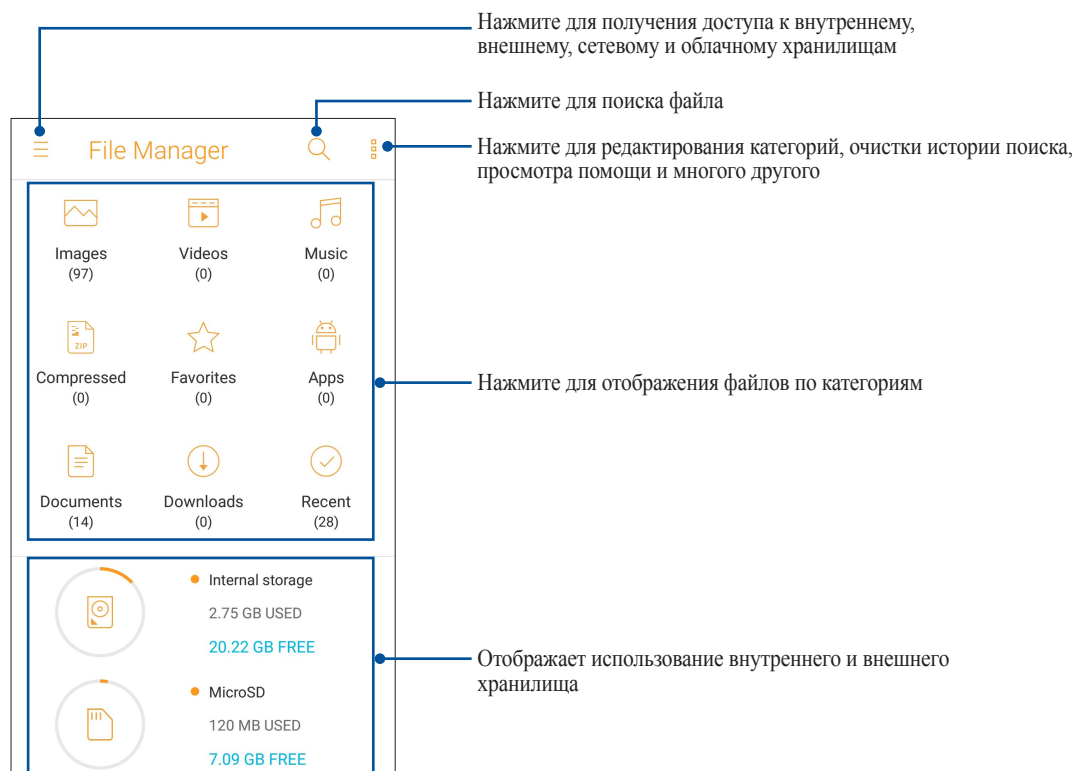 Нажмите для получения доступа к внутреннему,
внешнему, сетевому и облачному хранилищам
Нажмите для поиска файла
File Manager
Нажмите для редактирования категорий, очистки истории поиска,
просмотра помощи и многого другого
Images
(97)
Videos
(0)
Music
(0)
ZIP
Compressed
(0)
Favorites
(0)
Apps
(0)
Нажмите для отображения файлов по категориям
Documents
(14)
Downloads
(0)
Recent
(28)
Internal storage
2.75 GB USED
20.22 GB FREE
Отображает использование внутреннего и внешнего
хранилища
MicroSD
120 MB USED
7.09 GB FREE